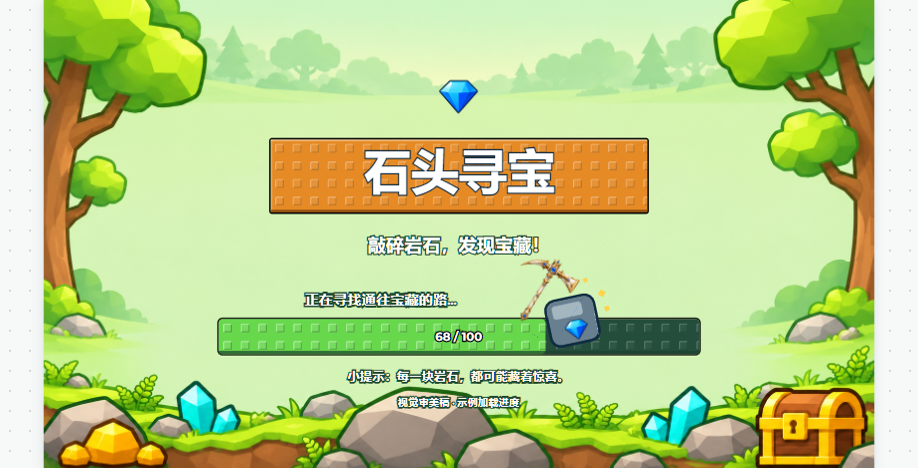 石头寻宝
敲碎岩石，发现宝藏！
正在寻找通往宝藏的路...
68 / 100
小提示：每一块岩石，都可能藏着惊喜。
视觉审美稿 · 示例加载进度